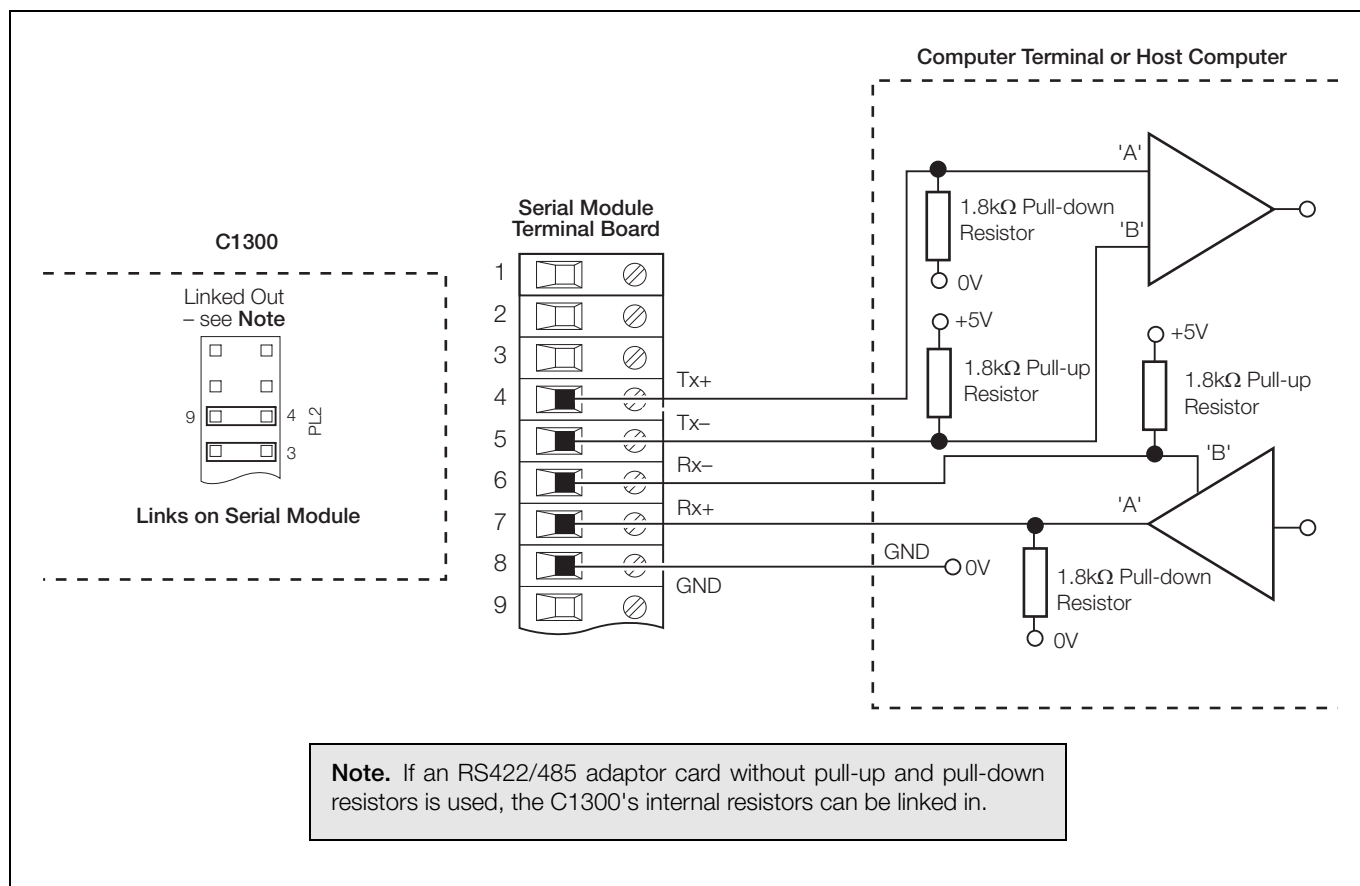 Computer Terminal or Host Computer
'A'
1.8kΩ Pull-down
Resistor
'B'
0V
+5V
1.8kΩ Pull-up
Resistor
+5V
1.8kΩ Pull-up
Resistor
'B'
'A'
GND
0V
1.8kΩ Pull-down
Resistor
0V
Serial Module
Terminal Board
1
2
3
4
5
6
7
8
9
Tx+
Tx–
Rx–
Rx+
GND
C1300
Linked Out
– see Note
9
4
3
PL2
Links on Serial Module
Note. If an RS422/485 adaptor card without pull-up and pull-down
resistors is used, the C1300's internal resistors can be linked in.